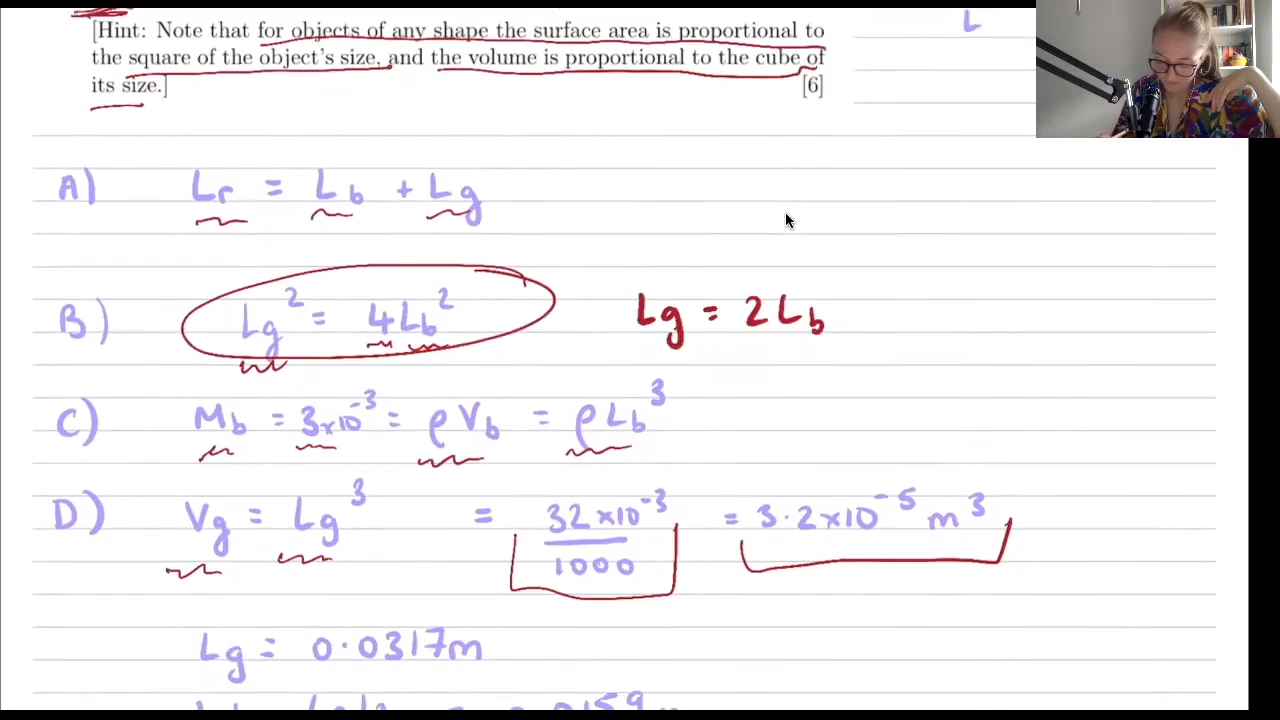 [Hint: Note that for objects of any shape the surface area is proportional to
the square of the object's size, and the volume is proportional to the cube of
its size.] [6]
L
A) Lr = Lb + Lg
B) Lg² = 4Lb² Lg = 2Lb
C) Mb = 3×10⁻³ = ρVb = ρLb³
D) Vg = Lg³ = 32×10⁻³ / 1000 = 3.2×10⁻⁵ m³
Lg = 0.0317m